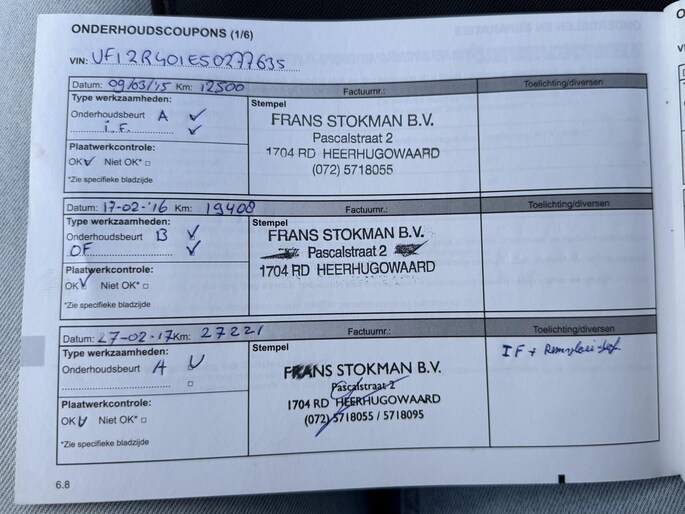 ONDERHOUDSCOUPONS (1/6)
VIN: VF12R401E50277635
Datum: 09/03/'15 Km: 12500 Factuurnr.: Toelichting/diversen
Type werkzaamheden:
Onderhoudsbeurt A ✓
i.F. ✓
Plaatwerkcontrole:
OK ✓ Niet OK* □
*Zie specifieke bladzijde
Stempel
FRANS STOKMAN B.V.
Pascalstraat 2
1704 RD HEERHUGOWAARD
(072) 5718055
Datum: 17-02-'16 Km: 19408 Factuurnr.: Toelichting/diversen
Type werkzaamheden:
Onderhoudsbeurt B ✓
OF ✓
Plaatwerkcontrole:
OK ✓ Niet OK* □
*Zie specifieke bladzijde
Stempel
FRANS STOKMAN B.V.
Pascalstraat 2
1704 RD HEERHUGOWAARD
Datum: 27-02-17 Km: 27221 Factuurnr.: Toelichting/diversen
Type werkzaamheden:
Onderhoudsbeurt A ✓
□
Plaatwerkcontrole:
OK ✓ Niet OK* □
*Zie specifieke bladzijde
Stempel
FRANS STOKMAN B.V.
Pascalstraat 2
1704 RD HEERHUGOWAARD
(072) 5718055 / 5718095
IF + Remvloeistof
6.8